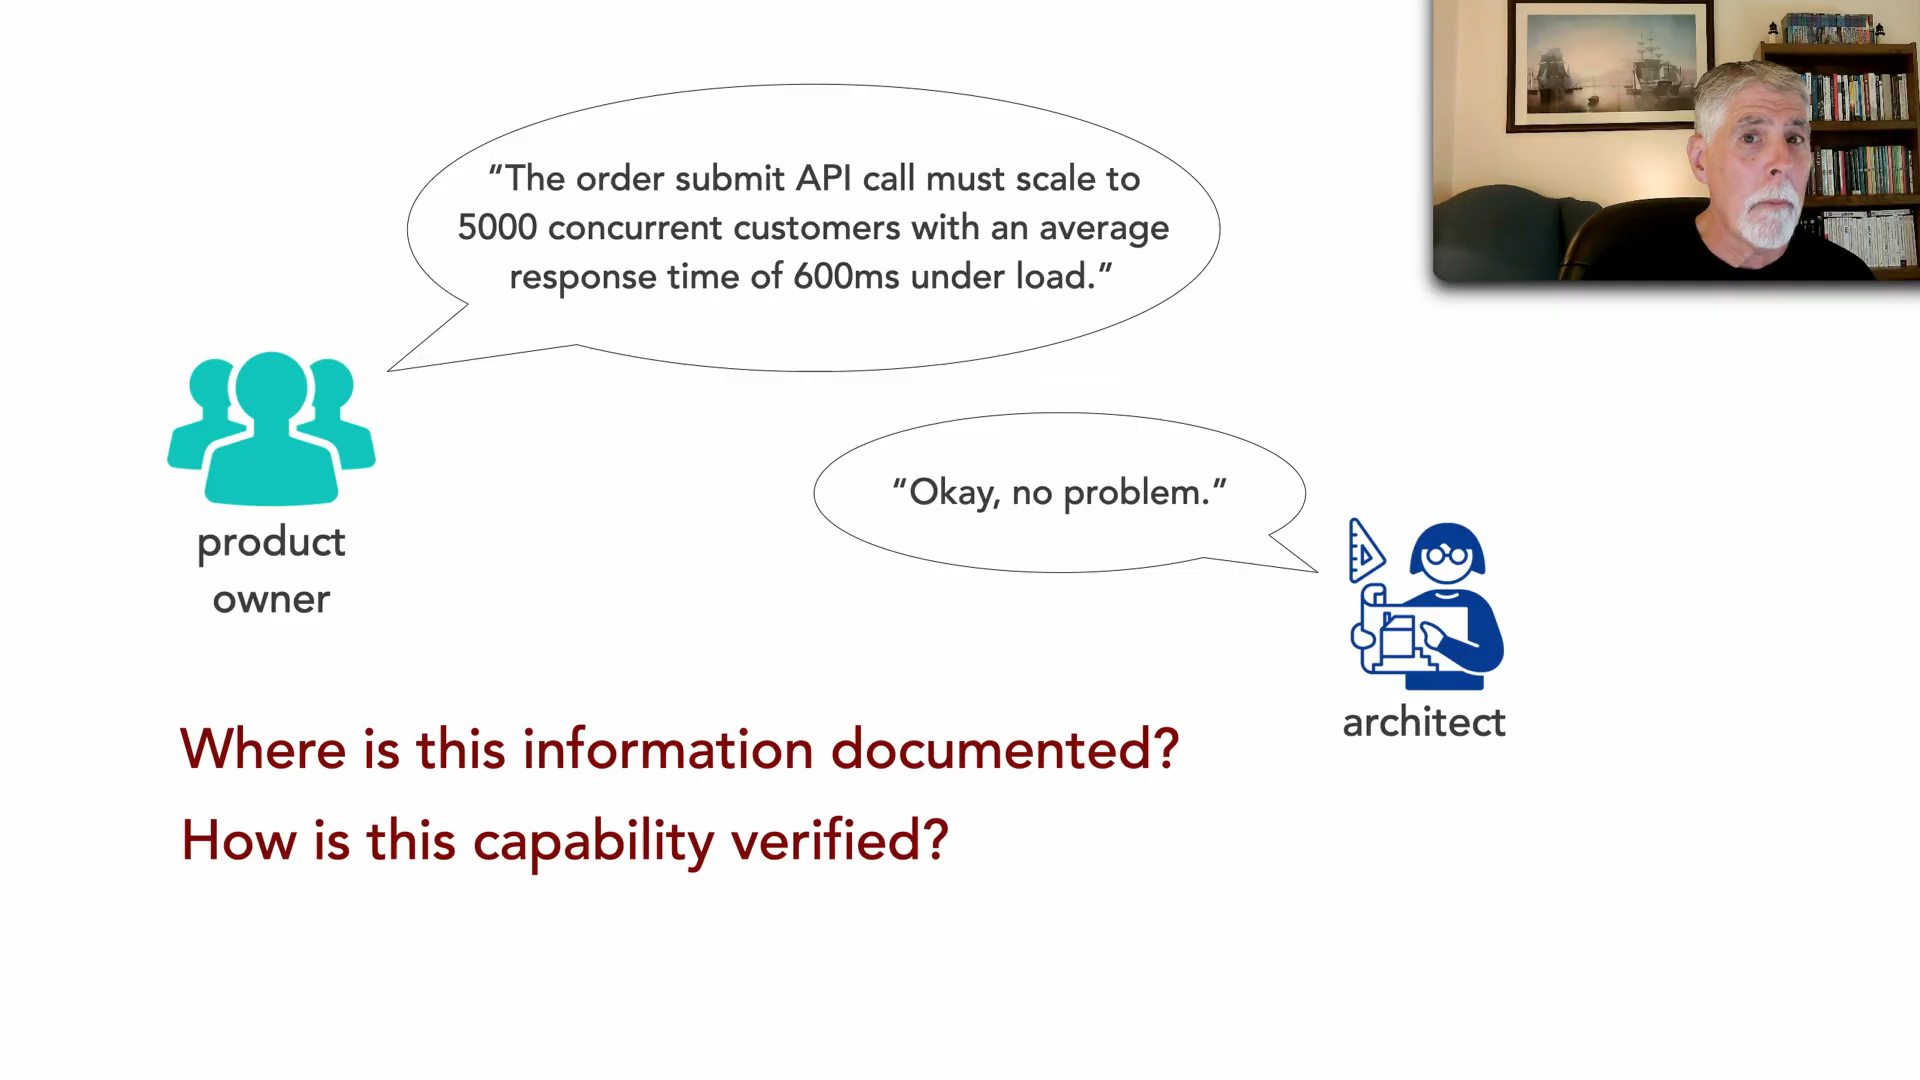 “The order submit API call must scale to
5000 concurrent customers with an average
response time of 600ms under load.”
“Okay, no problem.”
product
owner
architect
Where is this information documented?
How is this capability verified?